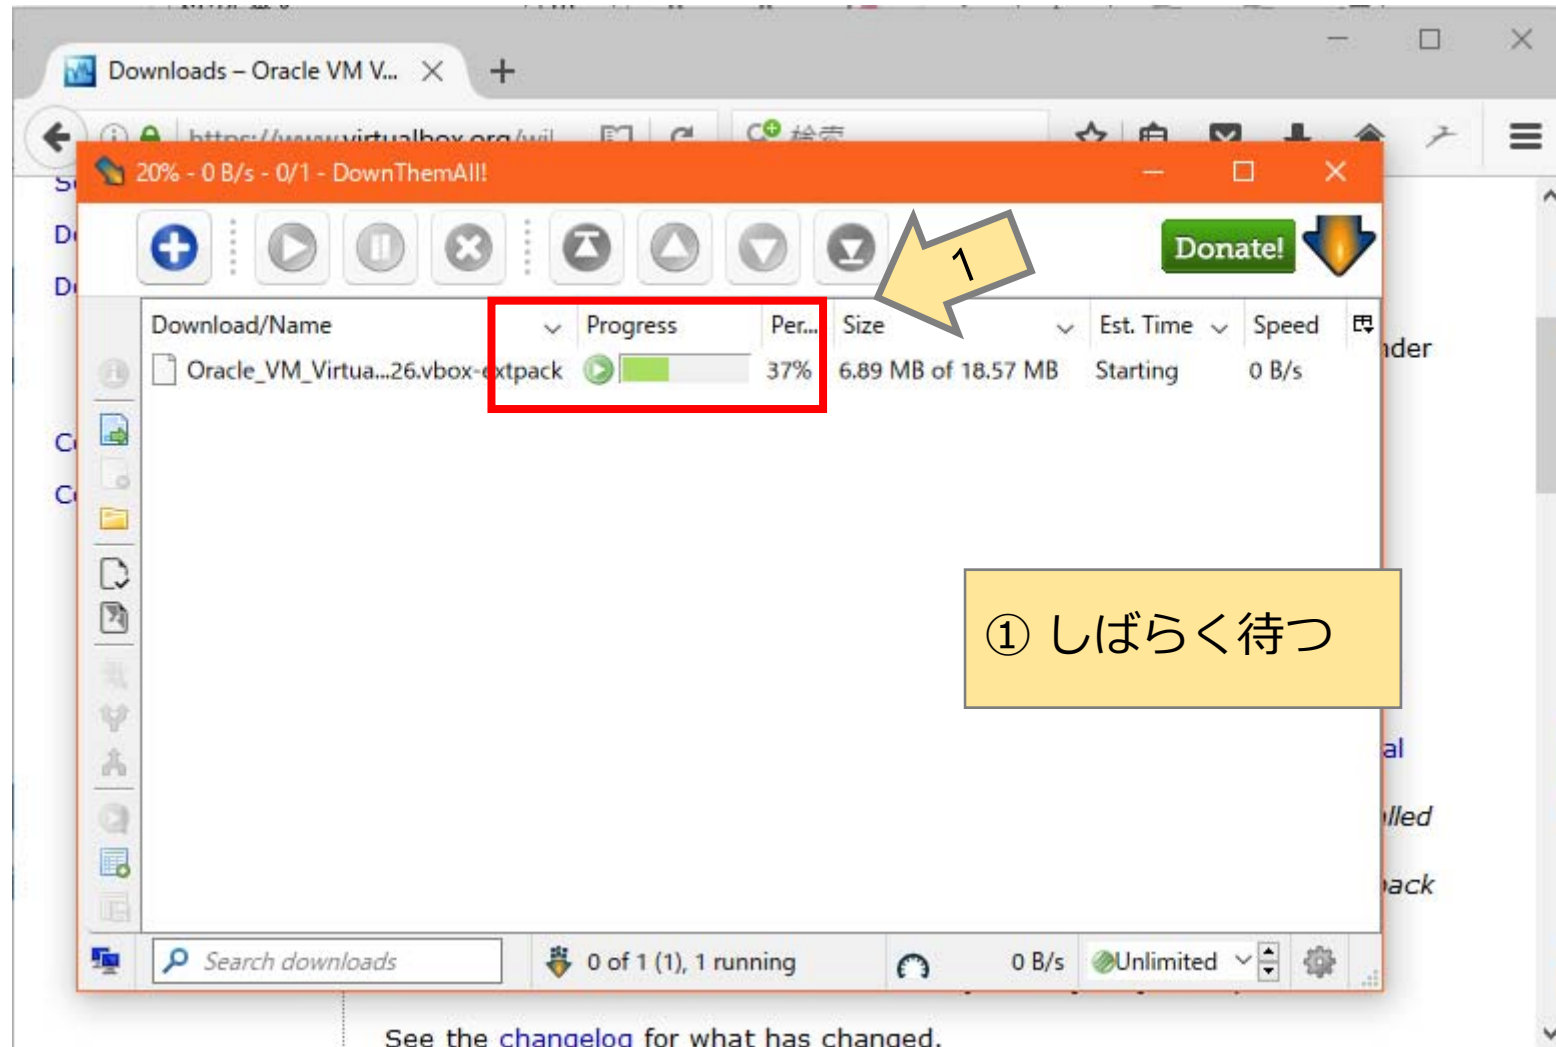 Downloads – Oracle VM V...
20% - 0 B/s - 0/1 - DownThemAll!
Donate!
1
Download/Name Progress Per... Size Est. Time Speed
Oracle_VM_Virtua...26.vbox-extpack 37% 6.89 MB of 18.57 MB Starting 0 B/s
① しばらく待つ
Search downloads 0 of 1 (1), 1 running 0 B/s Unlimited
See the changelog for what has changed.